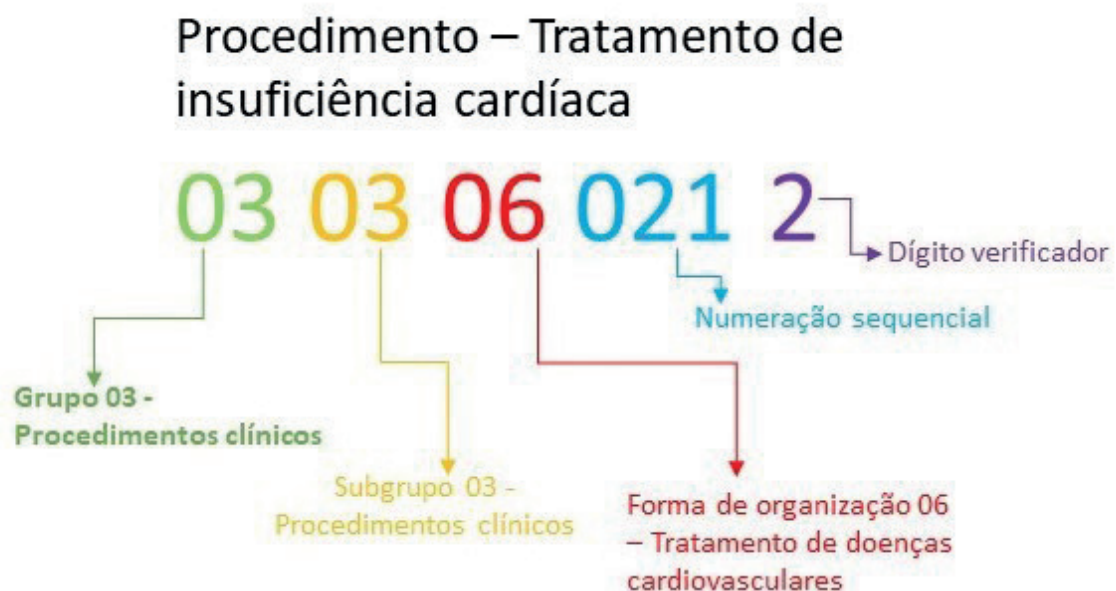 Procedimento – Tratamento de
insuficiência cardíaca
03 03 06 021 2
Dígito verificador
Numeração sequencial
Grupo 03 -
Procedimentos clínicos
Subgrupo 03 -
Procedimentos clínicos
Forma de organização 06
– Tratamento de doenças
cardiovasculares